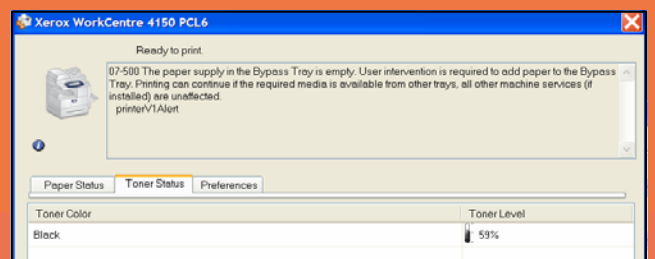 Xerox WorkCentre 4150 PCL6
Ready to print.
07-500 The paper supply in the Bypass Tray is empty. User intervention is required to add paper to the Bypass
Tray. Printing can continue if the required media is available from other trays, all other machine services (if
installed) are unaffected.
printerV1Alert
Paper Status Toner Status Preferences
Toner Color Toner Level
Black 59%